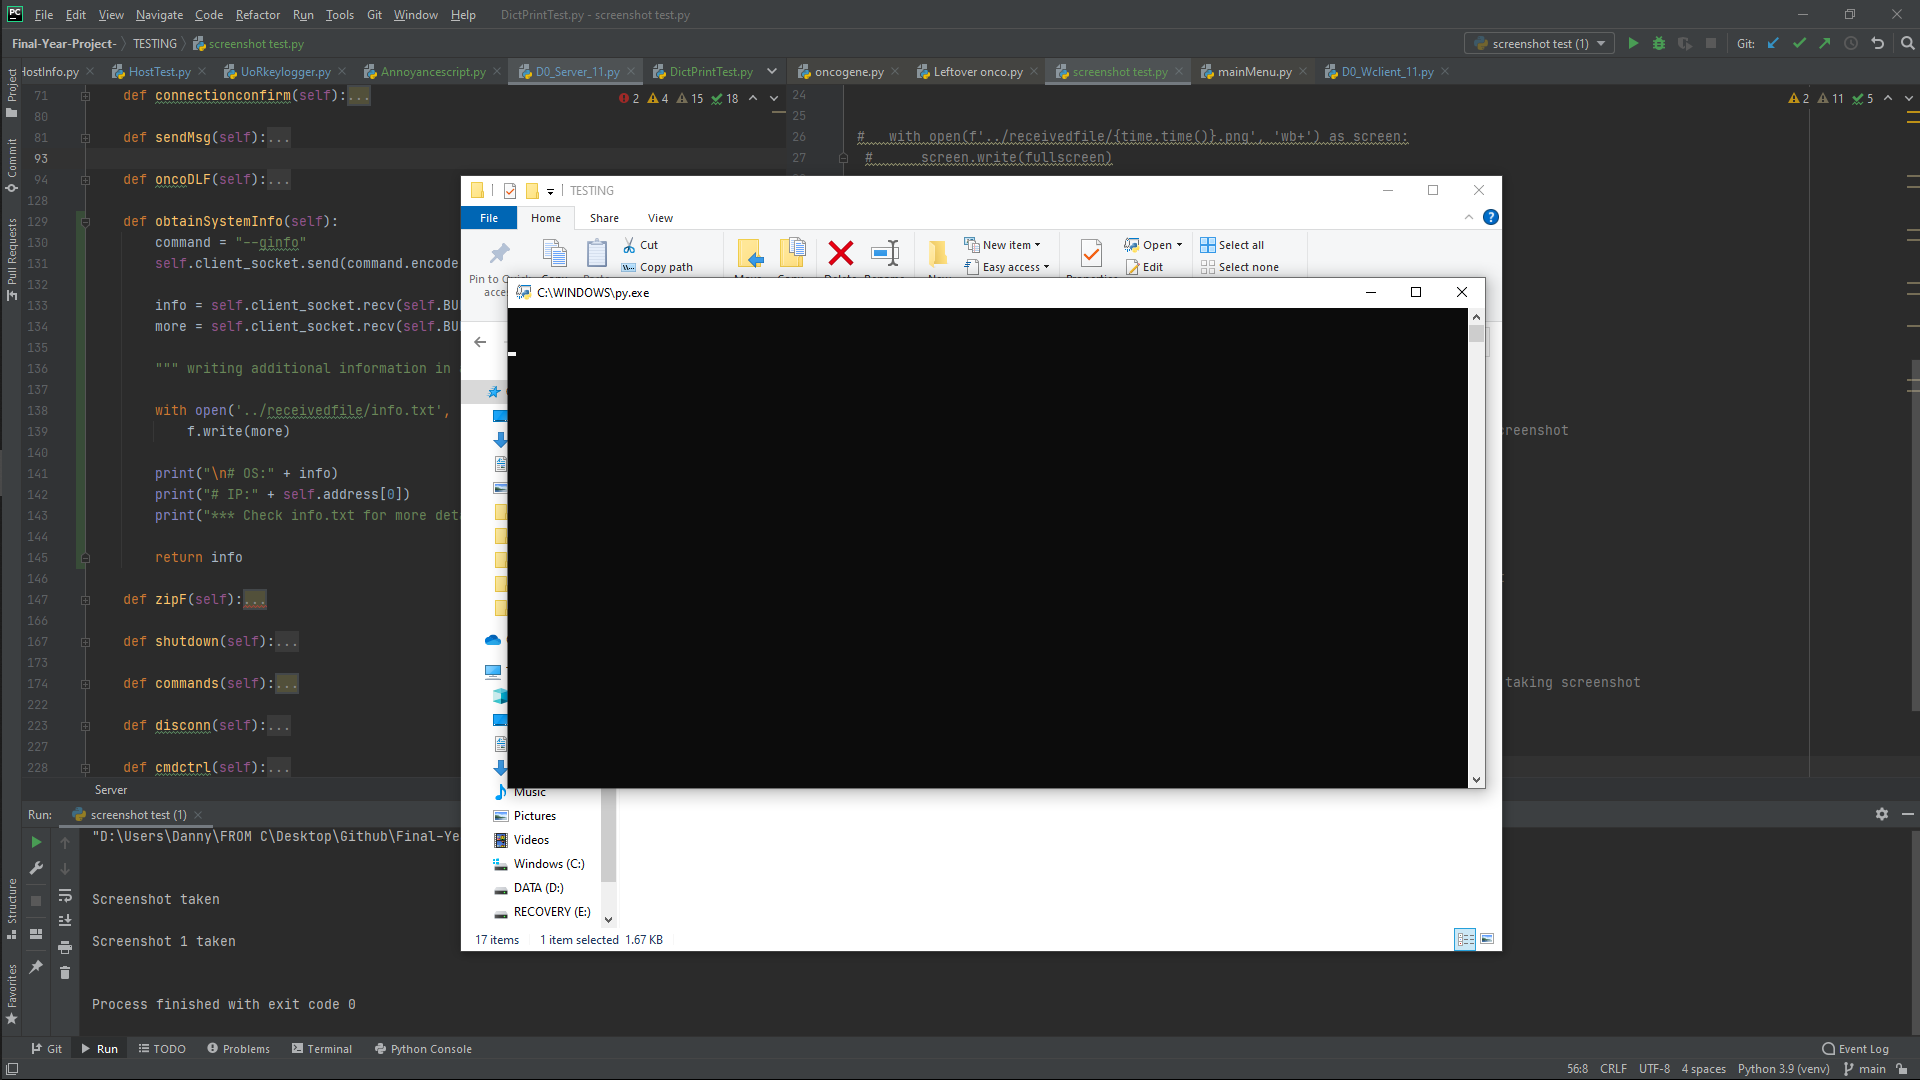 PC File Edit View Navigate Code Refactor Run Tools Git Window Help DictPrintTest.py - screenshot test.py
Final-Year-Project- TESTING screenshot test.py
screenshot test (1) Git:
HostInfo.py HostTest.py UoRkeylogger.py Annoyancescript.py D0_Server_11.py DictPrintTest.py oncogene.py Leftover onco.py screenshot test.py mainMenu.py D0_Wclient_11.py
Project
Commit
Pull Requests
71 def connectionconfirm(self):...
2 4 15 18
80
81 def sendMsg(self):...
93
94 def oncoDLF(self):...
128
129 def obtainSystemInfo(self):
130 command = "--ginfo"
131 self.client_socket.send(command.encode
132
133 info = self.client_socket.recv(self.BU
134 more = self.client_socket.recv(self.BU
135
136 """ writing additional information in
137
138 with open('../receivedfile/info.txt',
139 f.write(more)
140
141 print("\n# OS:" + info)
142 print("# IP:" + self.address[0])
143 print("*** Check info.txt for more det
144
145 return info
146
147 def zipF(self):...
166
167 def shutdown(self):...
173
174 def commands(self):...
222
223 def disconn(self):...
227
228 def cmdctrl(self):...
Server
24
2 11 5
25
26 # with open(f'../receivedfile/{time.time()}.png', 'wb+') as screen:
27 # screen.write(fullscreen)
reenshot
taking screenshot
TESTING
File Home Share View
Cut
Copy path
New item
Easy access
Open
Edit
Select all
Select none
Pin to Quick
access
C:\WINDOWS\py.exe
Music
Pictures
Videos
Windows (C:)
DATA (D:)
RECOVERY (E:)
17 items 1 item selected 1.67 KB
Run: screenshot test (1)
"D:\Users\Danny\FROM C\Desktop\Github\Final-Ye
Screenshot taken
Screenshot 1 taken
Process finished with exit code 0
Structure
Favorites
Git Run TODO Problems Terminal Python Console Event Log
56:8 CRLF UTF-8 4 spaces Python 3.9 (venv) main